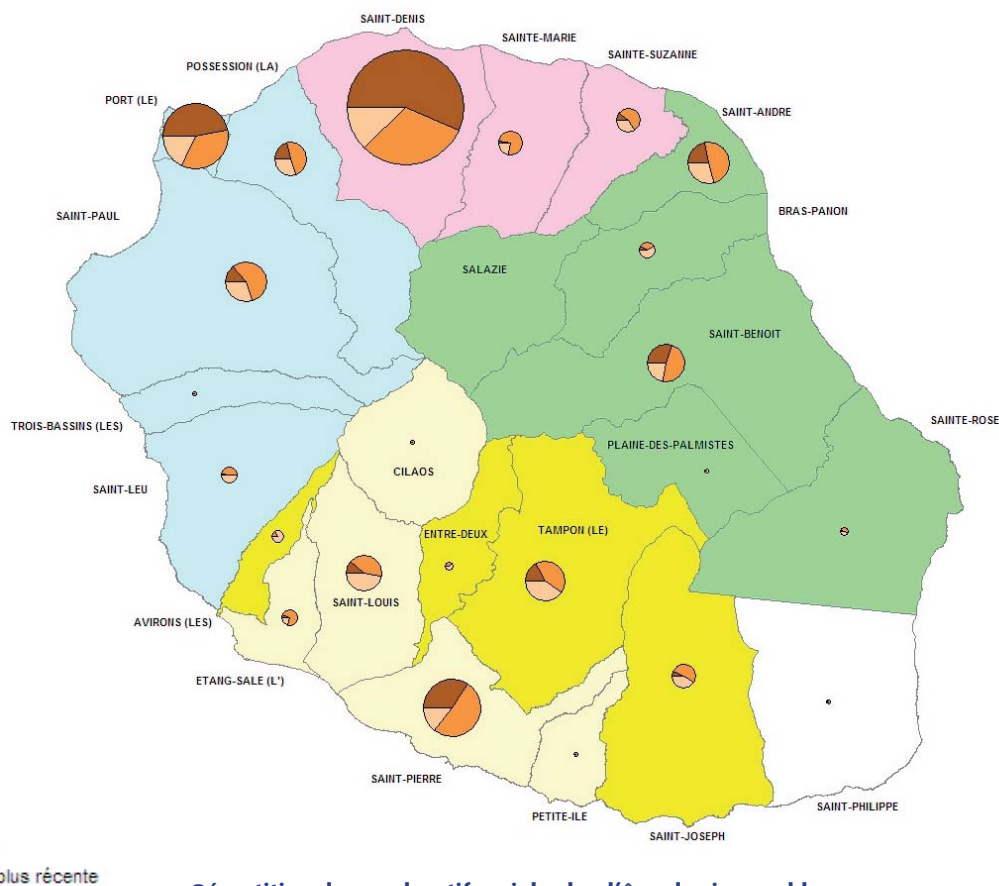 SAINT-DENIS
SAINTE-MARIE
SAINTE-SUZANNE
POSSESSION (LA)
PORT (LE)
SAINT-ANDRE
SAINT-PAUL
BRAS-PANON
SALAZIE
SAINT-BENOIT
SAINTE-ROSE
TROIS-BASSINS (LES)
PLAINE-DES-PALMISTES
CILAOS
SAINT-LEU
ENTRE-DEUX
TAMPON (LE)
SAINT-LOUIS
AVIRONS (LES)
ETANG-SALE (L')
SAINT-PIERRE
PETITE-ILE
SAINT-PHILIPPE
SAINT-JOSEPH
plus récente